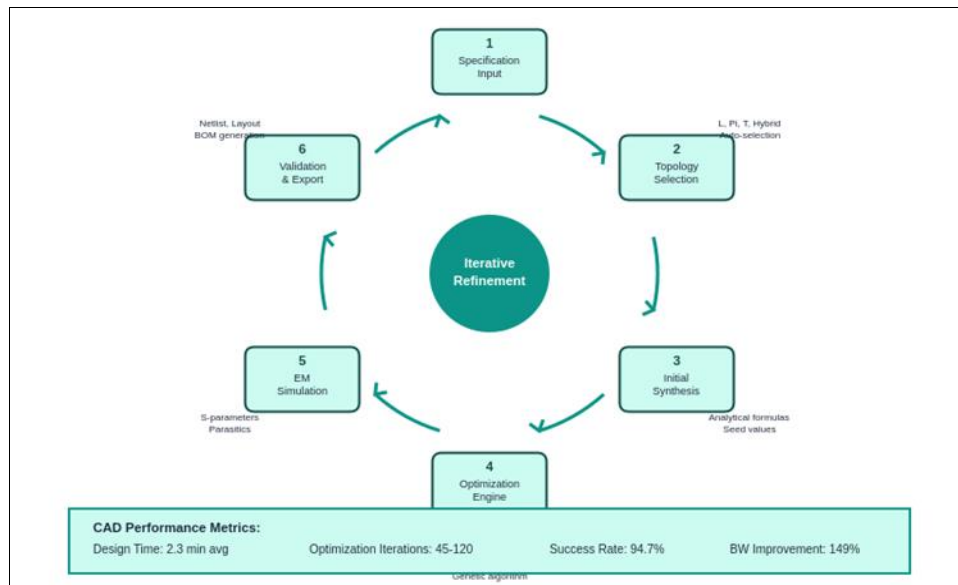 1
Specification
Input
Netlist, Layout
BOM generation
L, Pi, T, Hybrid
Auto-selection
6
Validation
& Export
2
Topology
Selection
Iterative
Refinement
5
EM
Simulation
3
Initial
Synthesis
S-parameters
Parasitics
Analytical formulas
Seed values
4
Optimization
Engine
CAD Performance Metrics:
Design Time: 2.3 min avg
Optimization Iterations: 45-120
Success Rate: 94.7%
BW Improvement: 149%
Genetic algorithm